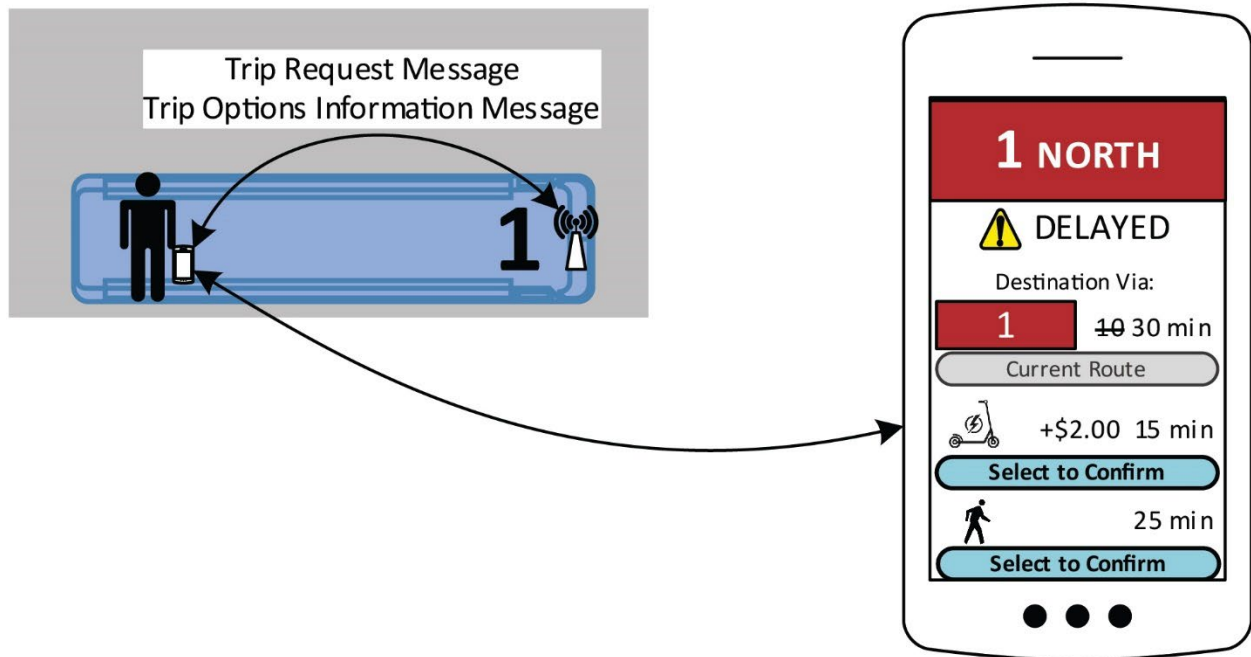 Trip Request Message
Trip Options Information Message
1
1 NORTH
DELAYED
Destination Via:
1 10 30 min
Current Route
+$2.00 15 min
Select to Confirm
25 min
Select to Confirm